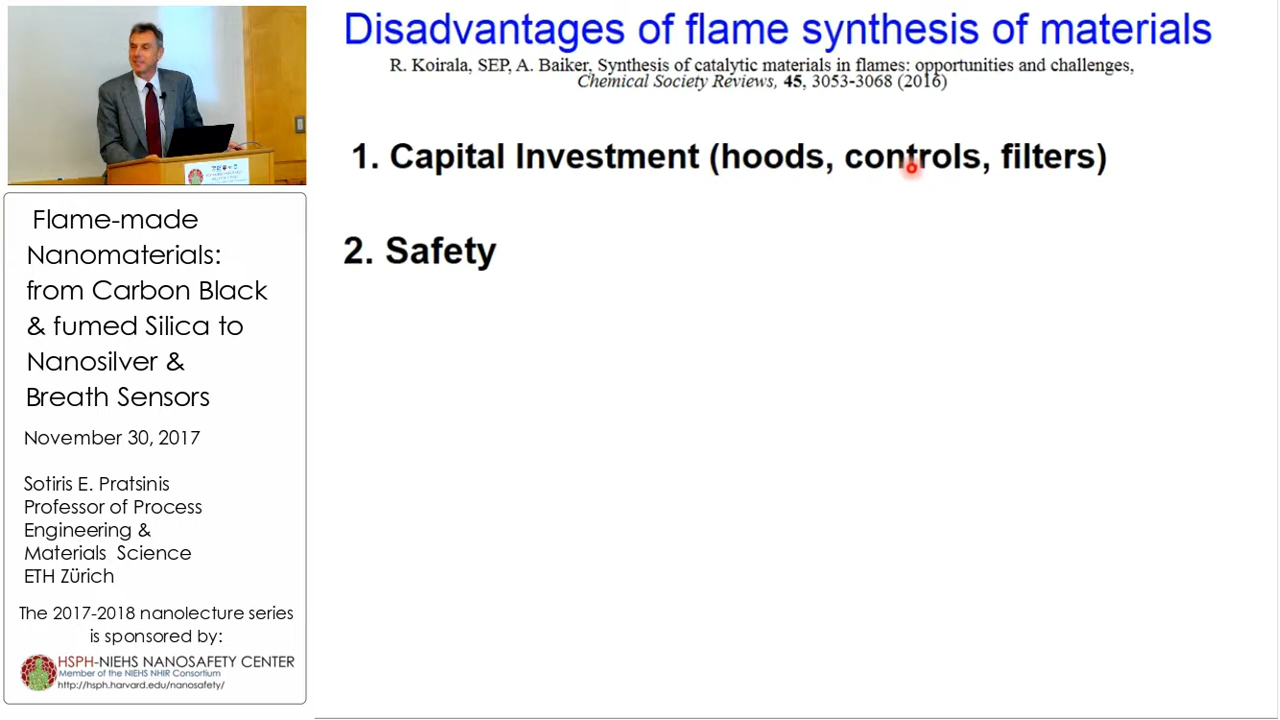 Disadvantages of flame synthesis of materials
R. Koirala, SEP, A. Baiker, Synthesis of catalytic materials in flames: opportunities and challenges,
Chemical Society Reviews, 45, 3053-3068 (2016)
1. Capital Investment (hoods, controls, filters)
2. Safety
Flame-made
Nanomaterials:
from Carbon Black
& fumed Silica to
Nanosilver &
Breath Sensors
November 30, 2017
Sotiris E. Pratsinis
Professor of Process
Engineering &
Materials Science
ETH Zürich
The 2017-2018 nanolecture series
is sponsored by:
HSPH-NIEHS NANOSAFETY CENTER
Member of the NIEHS NHIR Consortium
http://hsph.harvard.edu/nanosafety/